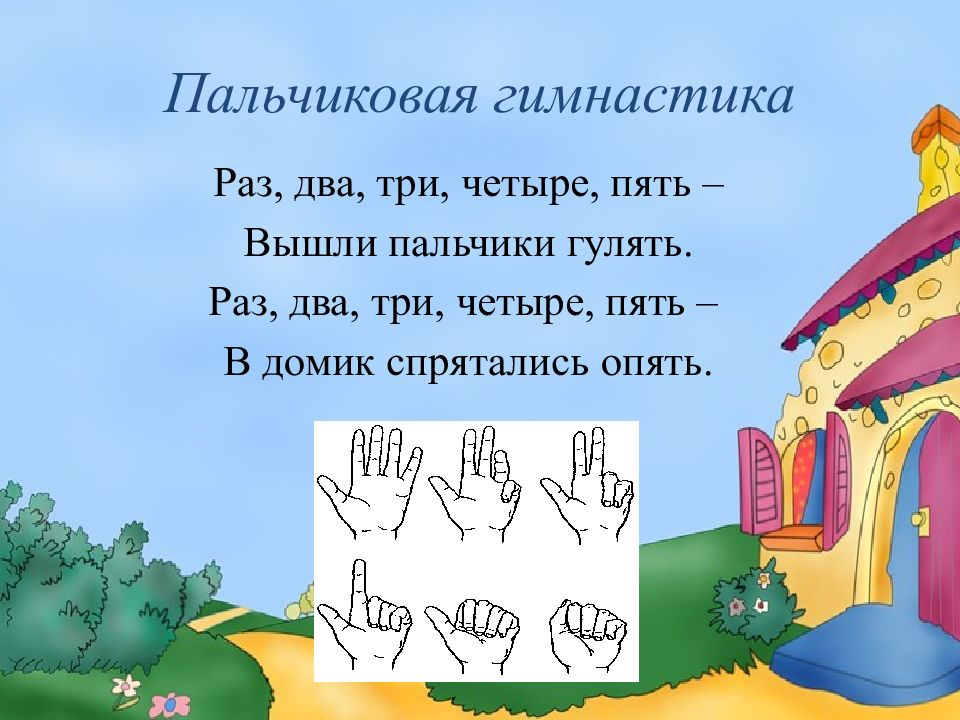 Пальчиковая гимнастика
Раз, два, три, четыре, пять –
Вышли пальчики гулять.
Раз, два, три, четыре, пять –
В домик спрятались опять.